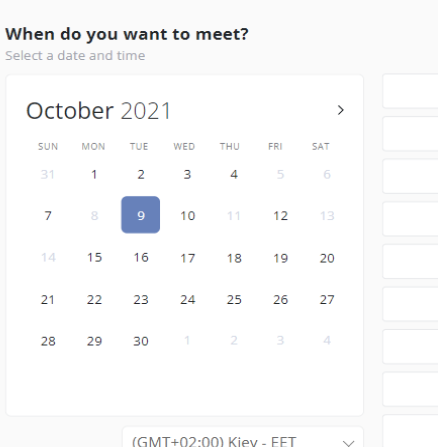 When do you want to meet?
Select a date and time
October 2021
SUN MON TUE WED THU FRI SAT
31 1 2 3 4 5 6
7 8 9 10 11 12 13
14 15 16 17 18 19 20
21 22 23 24 25 26 27
28 29 30 1 2 3 4
(GMT+02:00) Kiev - EET